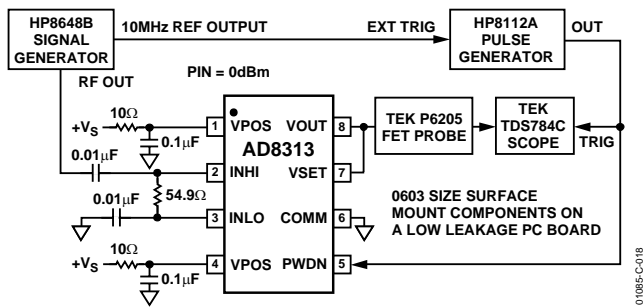 HP8648B
SIGNAL
GENERATOR
10MHz REF OUTPUT
EXT TRIG
HP8112A
PULSE
GENERATOR
OUT
RF OUT
PIN = 0dBm
+VS
10Ω
0.1µF
1
VPOS
VOUT
8
TEK P6205
FET PROBE
TEK
TDS784C
SCOPE
TRIG
AD8313
0.01µF
2
INHI
VSET
7
54.9Ω
0.01µF
3
INLO
COMM
6
0603 SIZE SURFACE
MOUNT COMPONENTS ON
A LOW LEAKAGE PC BOARD
+VS
10Ω
0.1µF
4
VPOS
PWDN
5
01085-C-018